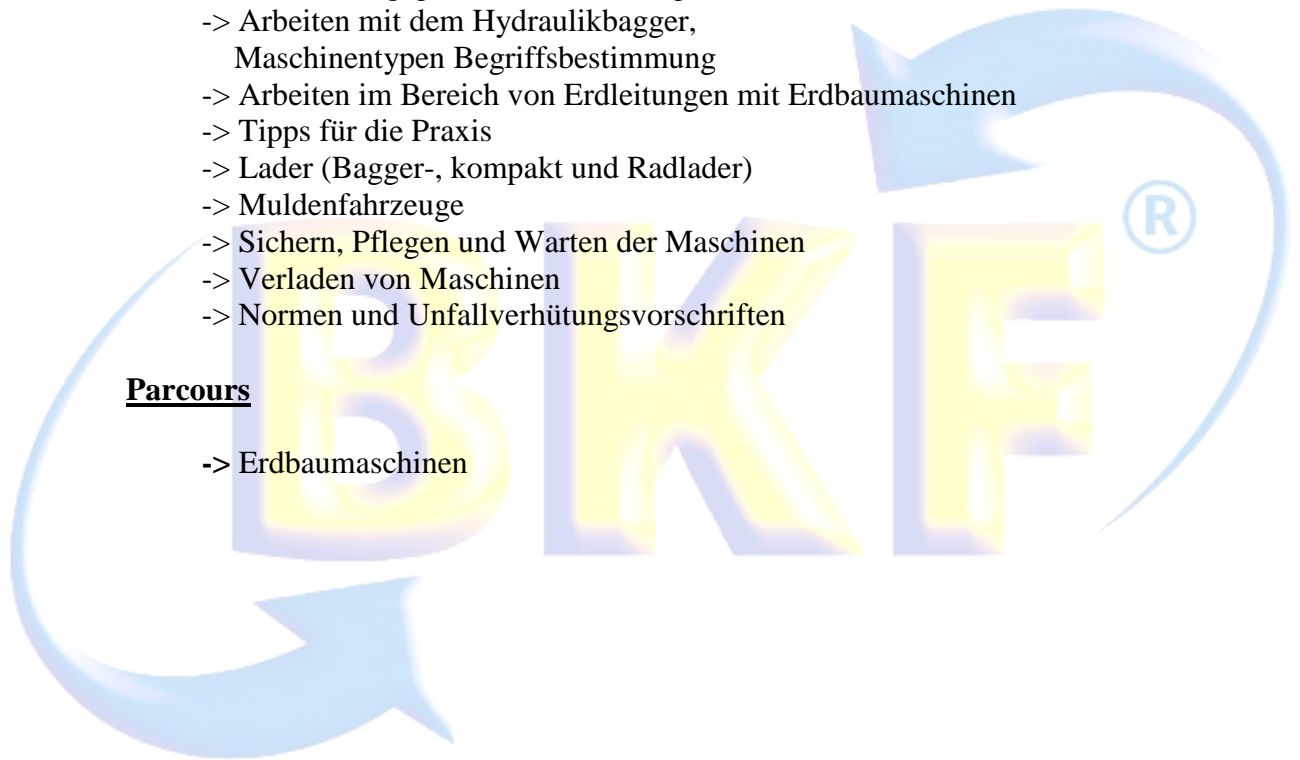 -> Arbeiten mit dem Hydraulikbagger,
Maschinentypen Begriffsbestimmung
-> Arbeiten im Bereich von Erdleitungen mit Erdbaumaschinen
-> Tipps für die Praxis
-> Lader (Bagger-, kompakt und Radlader)
-> Muldenfahrzeuge
-> Sichern, Pflegen und Warten der Maschinen
-> Verladen von Maschinen
-> Normen und Unfallverhütungsvorschriften
Parcours
-> Erdbaumaschinen
BKF ®